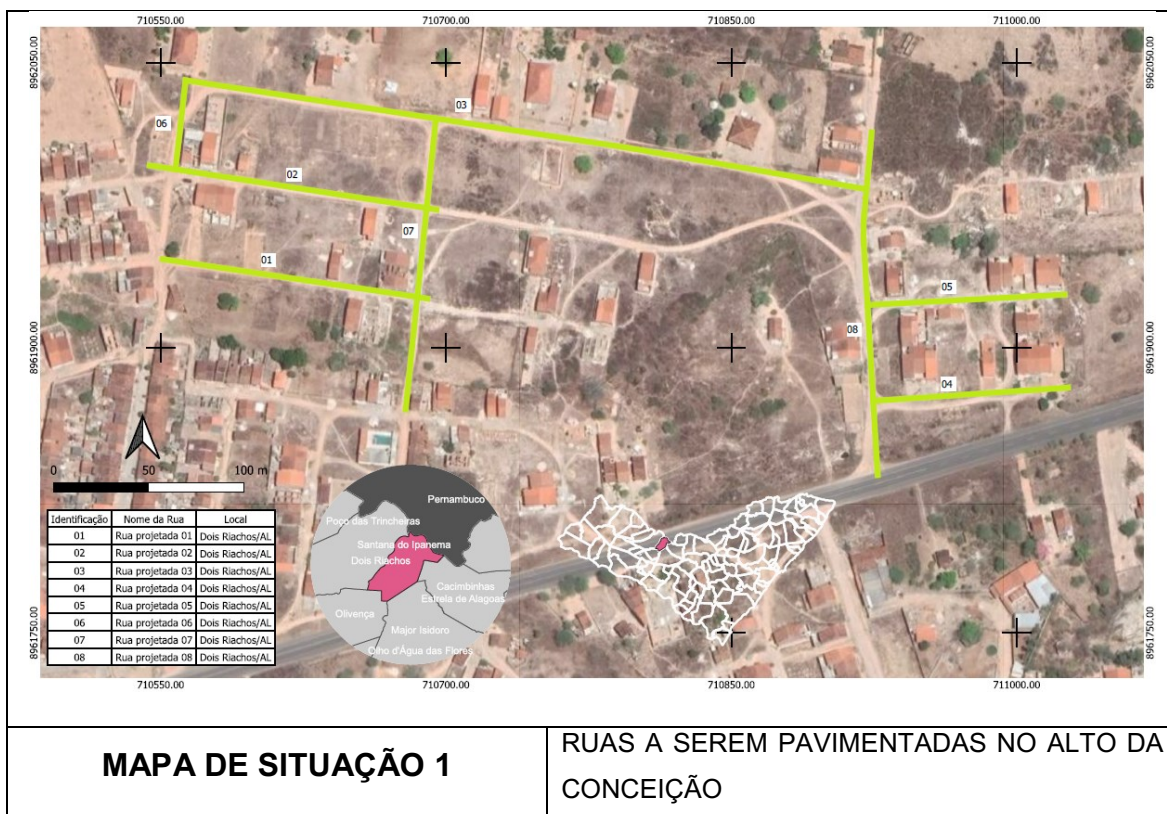 710550.00 710700.00 710850.00 711000.00
8962050.00 8962050.00
03
06
02
07
01
05
08
04
8961900.00 8961900.00
0 50 100 m
Identificação Nome da Rua Local
01 Rua projetada 01 Dois Riachos/AL
02 Rua projetada 02 Dois Riachos/AL
03 Rua projetada 03 Dois Riachos/AL
04 Rua projetada 04 Dois Riachos/AL
05 Rua projetada 05 Dois Riachos/AL
06 Rua projetada 06 Dois Riachos/AL
07 Rua projetada 07 Dois Riachos/AL
08 Rua projetada 08 Dois Riachos/AL
Pernambuco
Poço das Trincheiras
Santana do Ipanema
Dois Riachos
Cacimbinhas
Estrela de Alagoas
Olivença
Major Isidoro
Olho d'Água das Flores
8961750.00 8961750.00
710550.00 710700.00 710850.00 711000.00
MAPA DE SITUAÇÃO 1
RUAS A SEREM PAVIMENTADAS NO ALTO DA
CONCEIÇÃO